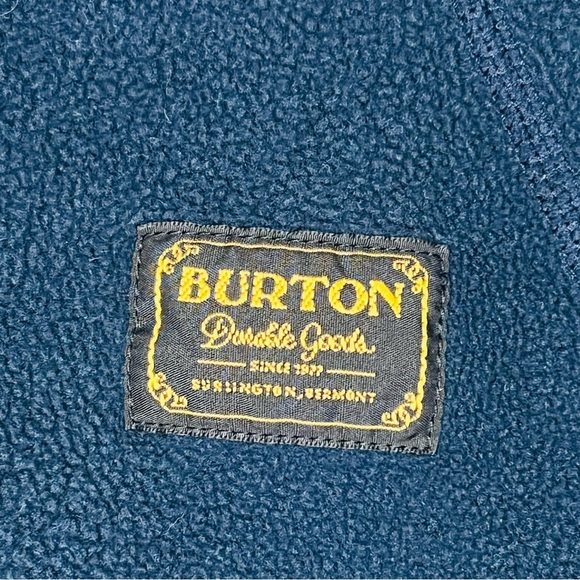 BURTON
Durable Goods
SINCE 1977
BURLINGTON, VERMONT